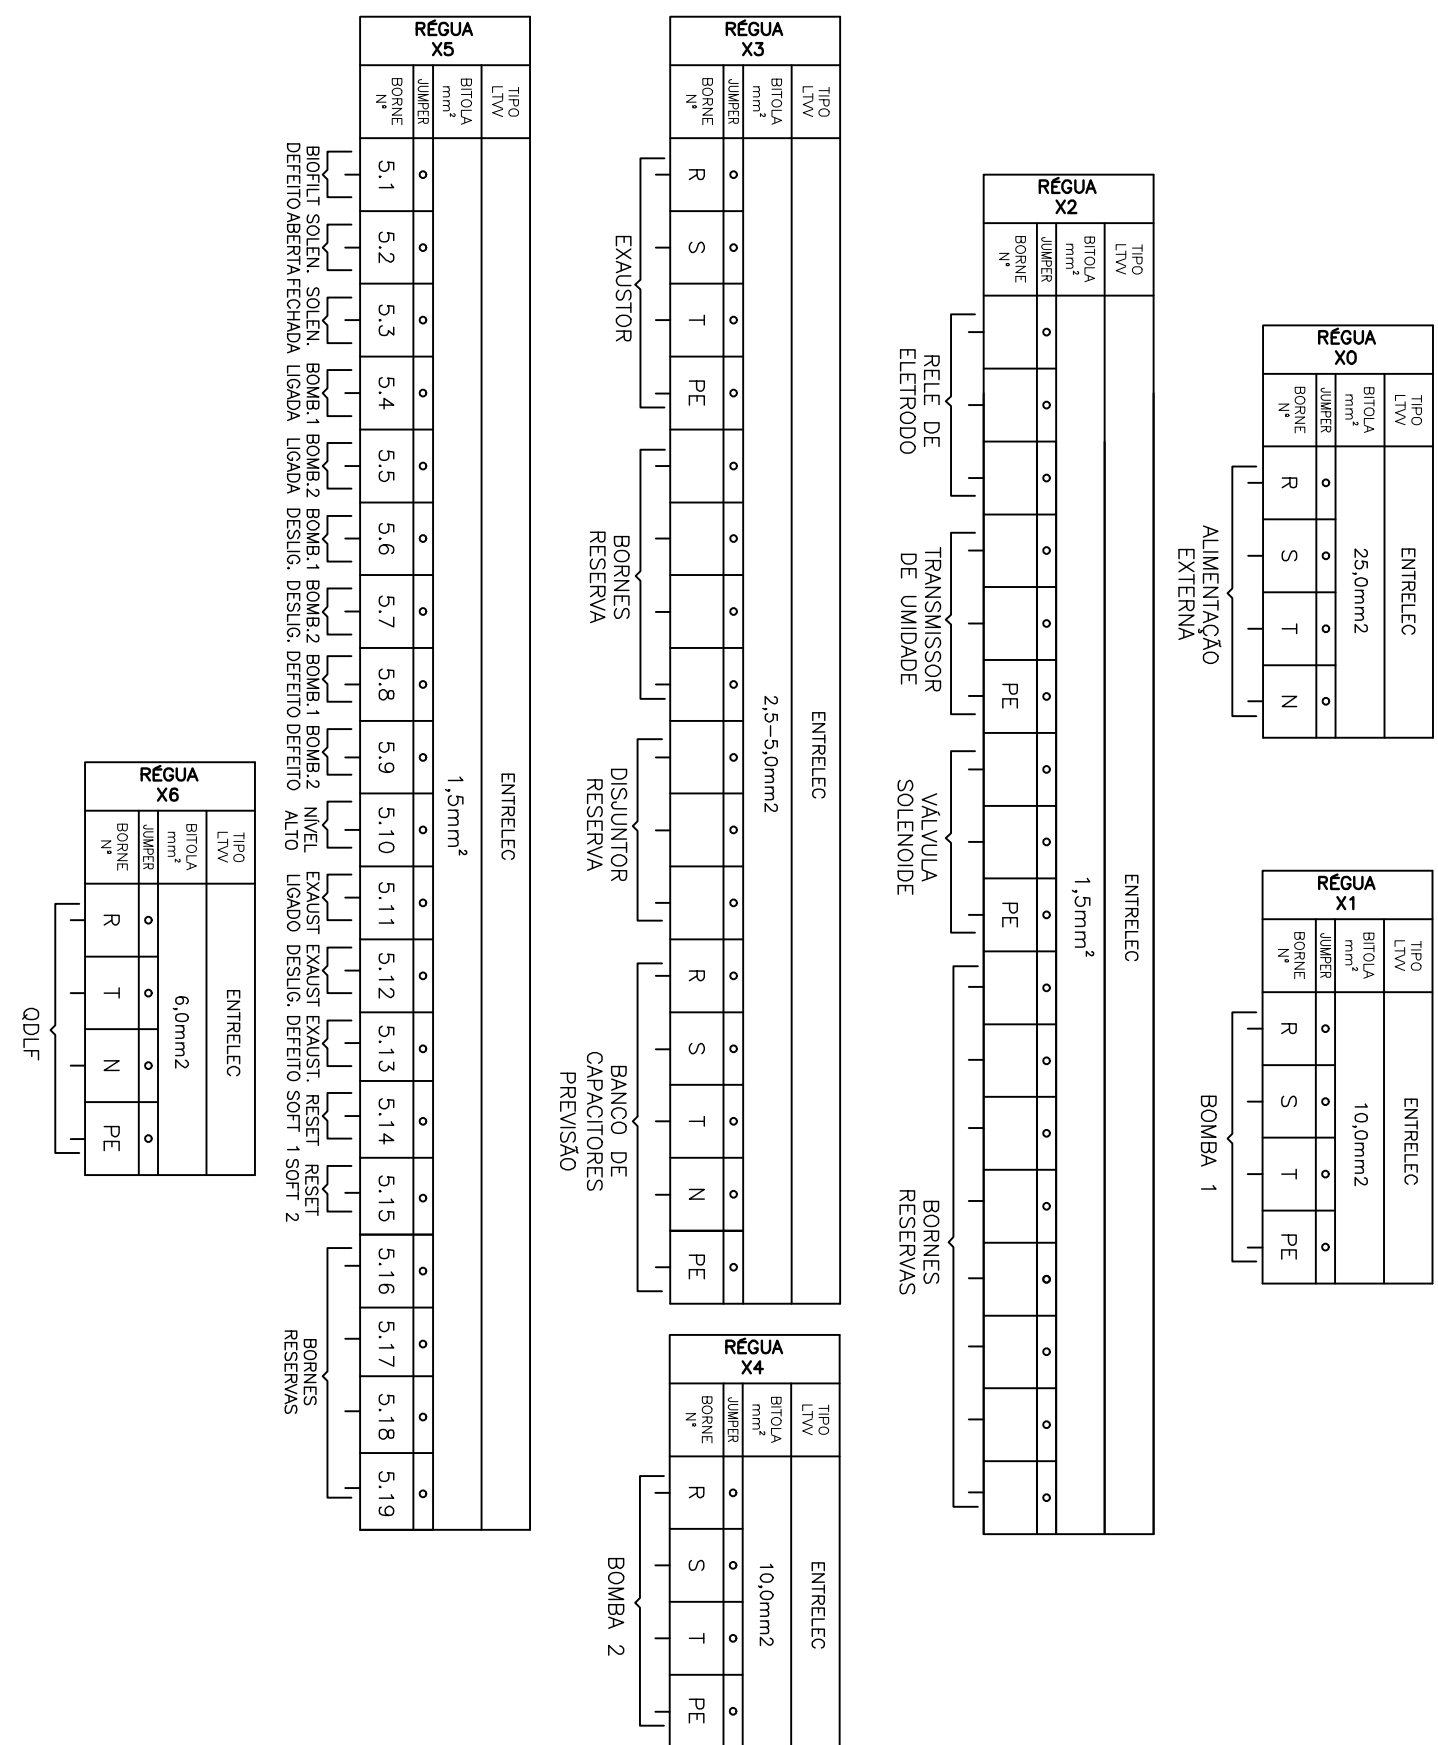 RÉGUA
X0
TIPO
LTVV
ENTRELEC
BITOLA
mm²
25,0mm2
JUMPER
BORNE
N°
R S T N
ALIMENTAÇÃO
EXTERNA
RÉGUA
X1
TIPO
LTVV
ENTRELEC
BITOLA
mm²
10,0mm2
JUMPER
BORNE
N°
R S T PE
BOMBA 1
RÉGUA
X2
TIPO
LTVV
ENTRELEC
BITOLA
mm²
1,5mm²
JUMPER
BORNE
N°
PE PE
RELE DE
ELETRODO
TRANSMISSOR
DE UMIDADE
VÁLVULA
SOLENOIDE
BORNES
RESERVAS
RÉGUA
X3
TIPO
LTVV
ENTRELEC
BITOLA
mm²
2,5-5,0mm2
JUMPER
BORNE
N°
R S T PE R S T N PE
EXAUSTOR
BORNES
RESERVA
DISJUNTOR
RESERVA
BANCO DE
CAPACITORES
PREVISÃO
RÉGUA
X4
TIPO
LTVV
ENTRELEC
BITOLA
mm²
10,0mm2
JUMPER
BORNE
N°
R S T PE
BOMBA 2
RÉGUA
X5
TIPO
LTVV
ENTRELEC
BITOLA
mm²
1,5mm²
JUMPER
BORNE
N°
5.1 5.2 5.3 5.4 5.5 5.6 5.7 5.8 5.9 5.10 5.11 5.12 5.13 5.14 5.15 5.16 5.17 5.18 5.19
BIOFILT
DEFEITO
SOLEN.
ABERTA
SOLEN.
FECHADA
BOMB.1
LIGADA
BOMB.2
LIGADA
BOMB.1
DESLIG.
BOMB.2
DESLIG.
BOMB.1
DEFEITO
BOMB.2
DEFEITO
NÍVEL
ALTO
EXAUST
LIGADO
EXAUST
DESLIG.
EXAUST.
DEFEITO
RESET
SOFT 1
RESET
SOFT 2
BORNES
RESERVAS
RÉGUA
X6
TIPO
LTVV
ENTRELEC
BITOLA
mm²
6,0mm2
JUMPER
BORNE
N°
R T N PE
QDLF